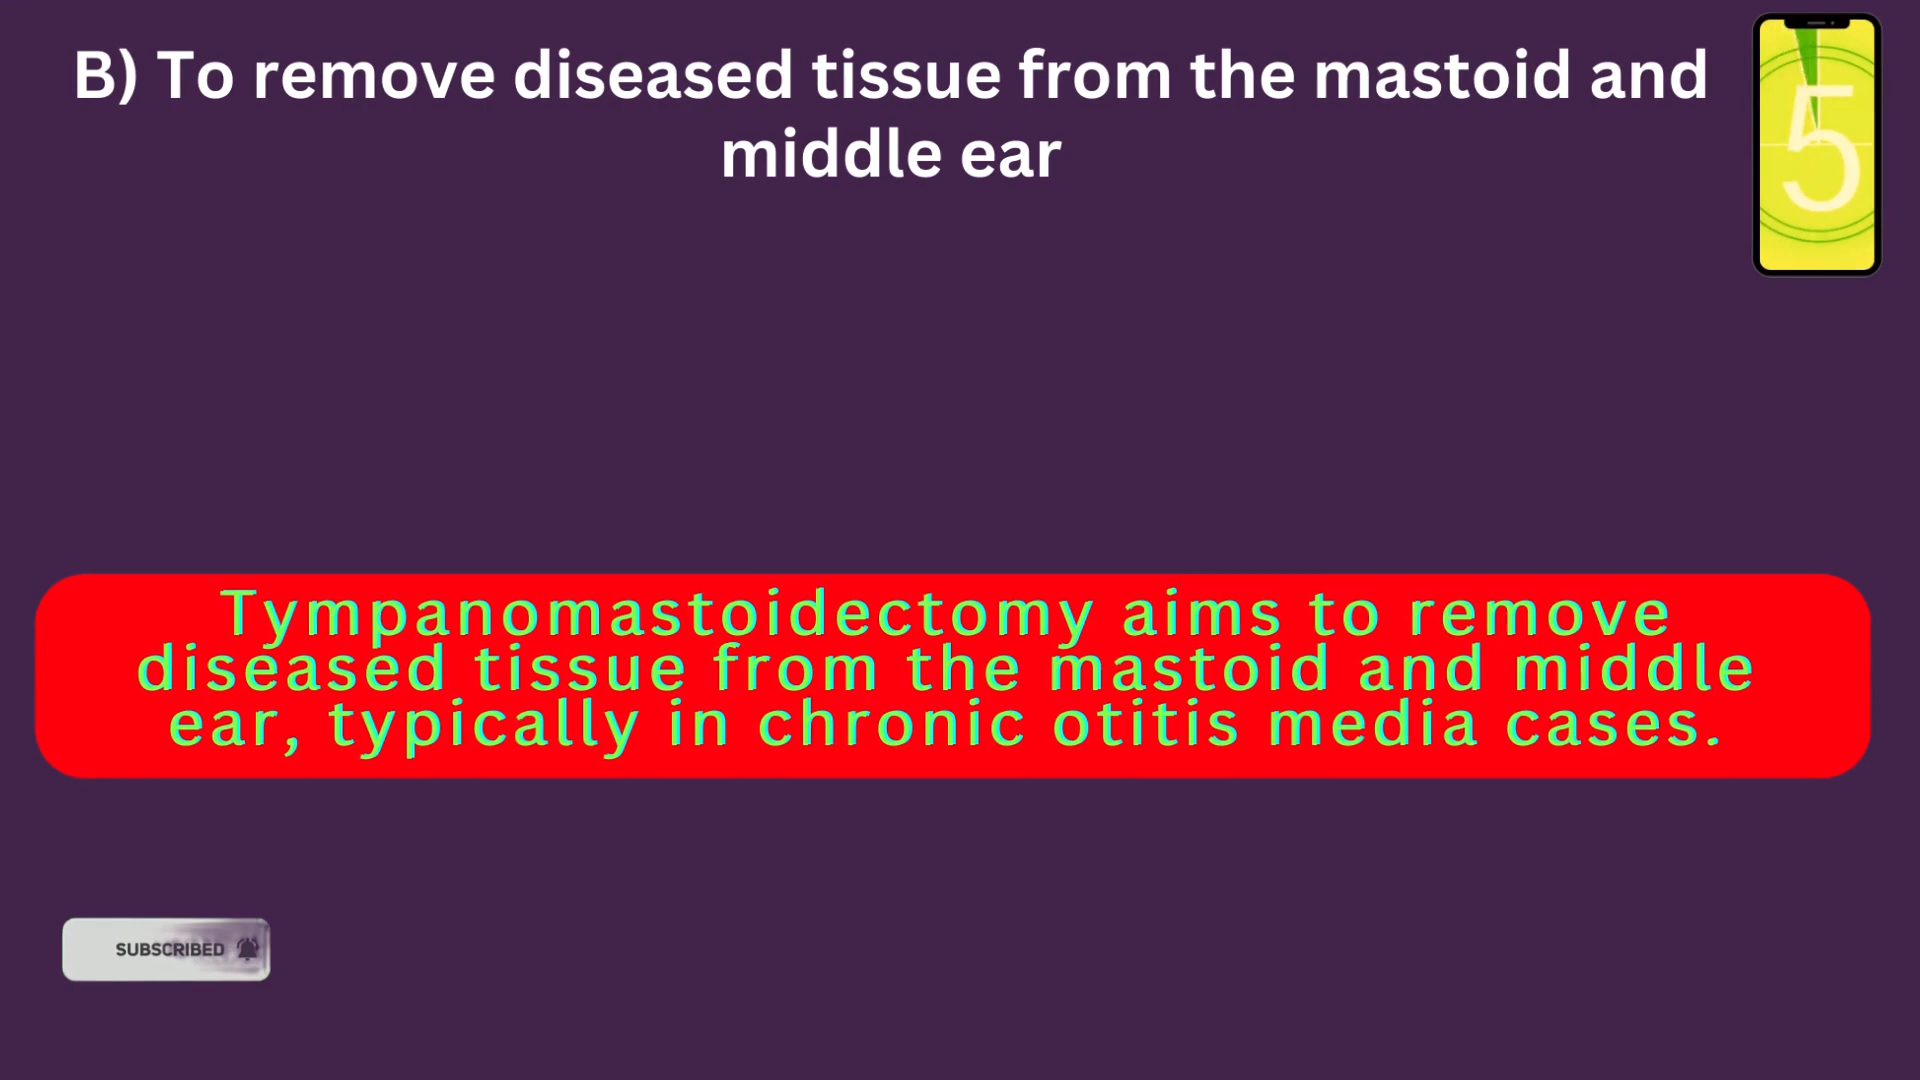 B) To remove diseased tissue from the mastoid and
middle ear
5
Tympanomastoidectomy aims to remove
diseased tissue from the mastoid and middle
ear, typically in chronic otitis media cases.
SUBSCRIBED